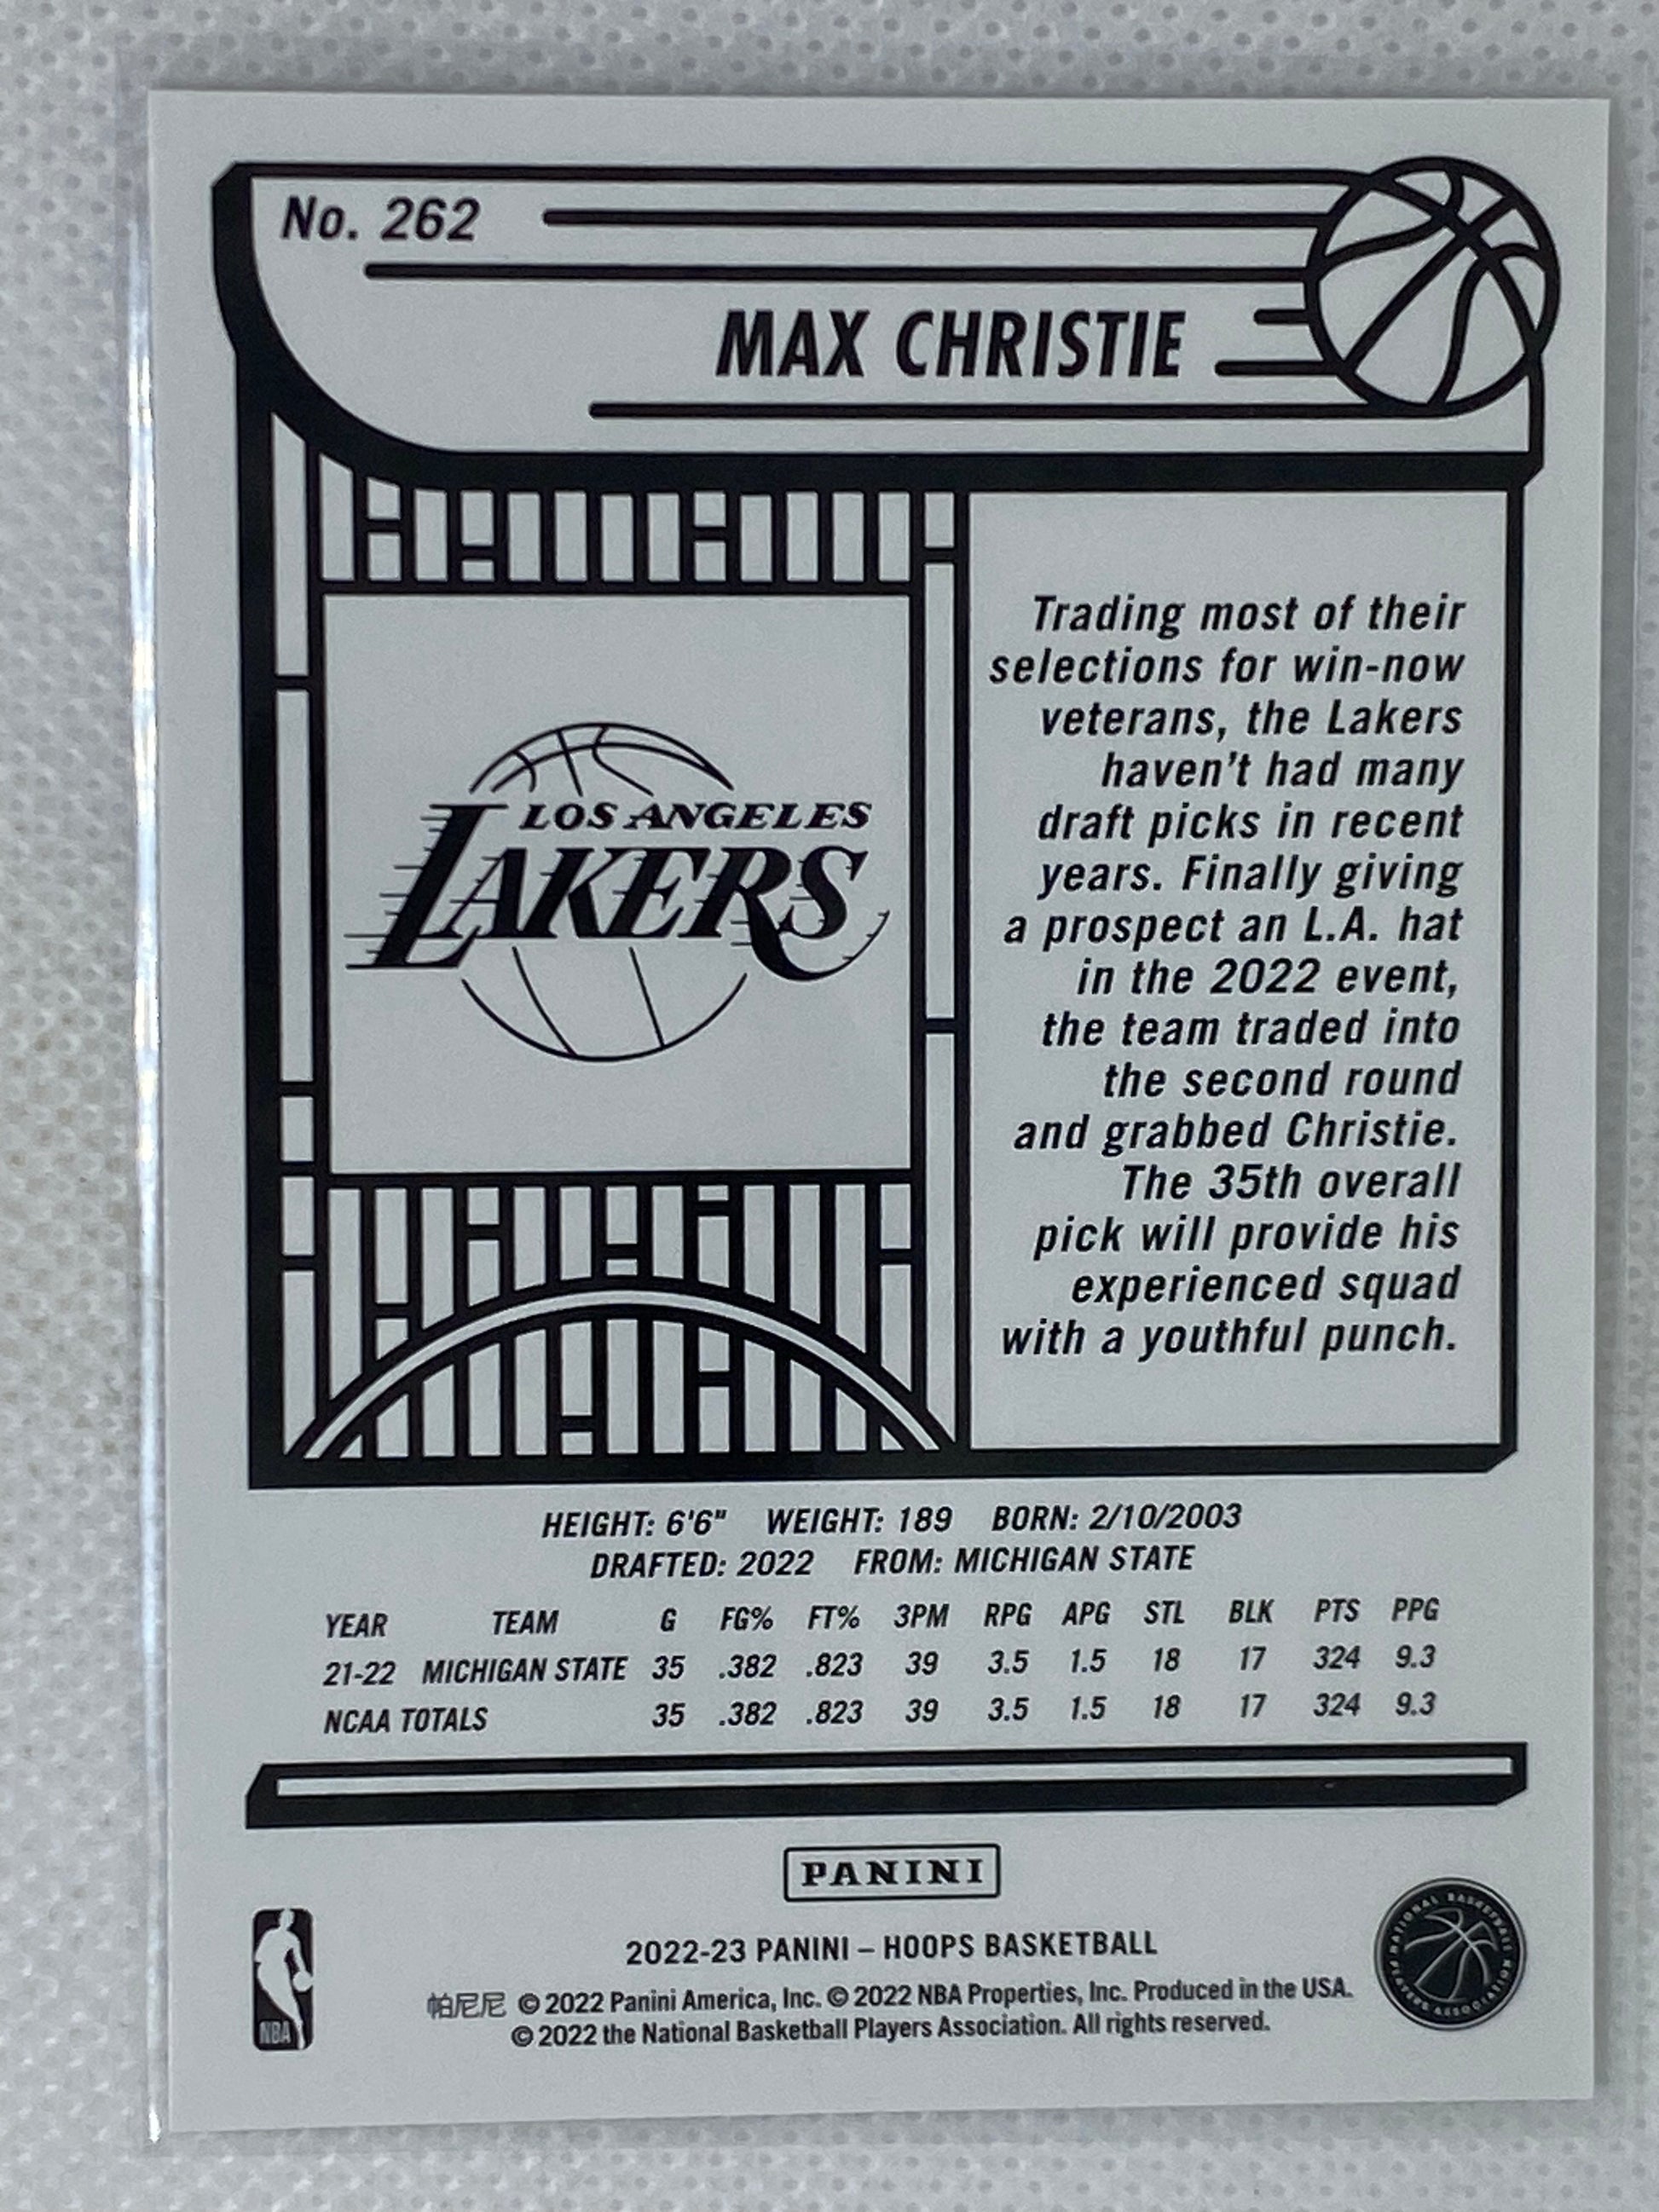 No. 262
MAX CHRISTIE
LOS ANGELES
LAKERS
Trading most of their
selections for win-now
veterans, the Lakers
haven't had many
draft picks in recent
years. Finally giving
a prospect an L.A. hat
in the 2022 event,
the team traded into
the second round
and grabbed Christie.
The 35th overall
pick will provide his
experienced squad
with a youthful punch.
HEIGHT: 6'6" WEIGHT: 189 BORN: 2/10/2003
DRAFTED: 2022 FROM: MICHIGAN STATE
YEAR TEAM G FG% FT% 3PM RPG APG STL BLK PTS PPG
21-22 MICHIGAN STATE 35 .382 .823 39 3.5 1.5 18 17 324 9.3
NCAA TOTALS 35 .382 .823 39 3.5 1.5 18 17 324 9.3
PANINI
2022-23 PANINI – HOOPS BASKETBALL
帕尼尼 © 2022 Panini America, Inc. © 2022 NBA Properties, Inc. Produced in the USA.
© 2022 the National Basketball Players Association. All rights reserved.
NBA
NATIONAL BASKETBALL PLAYERS ASSOCIATION